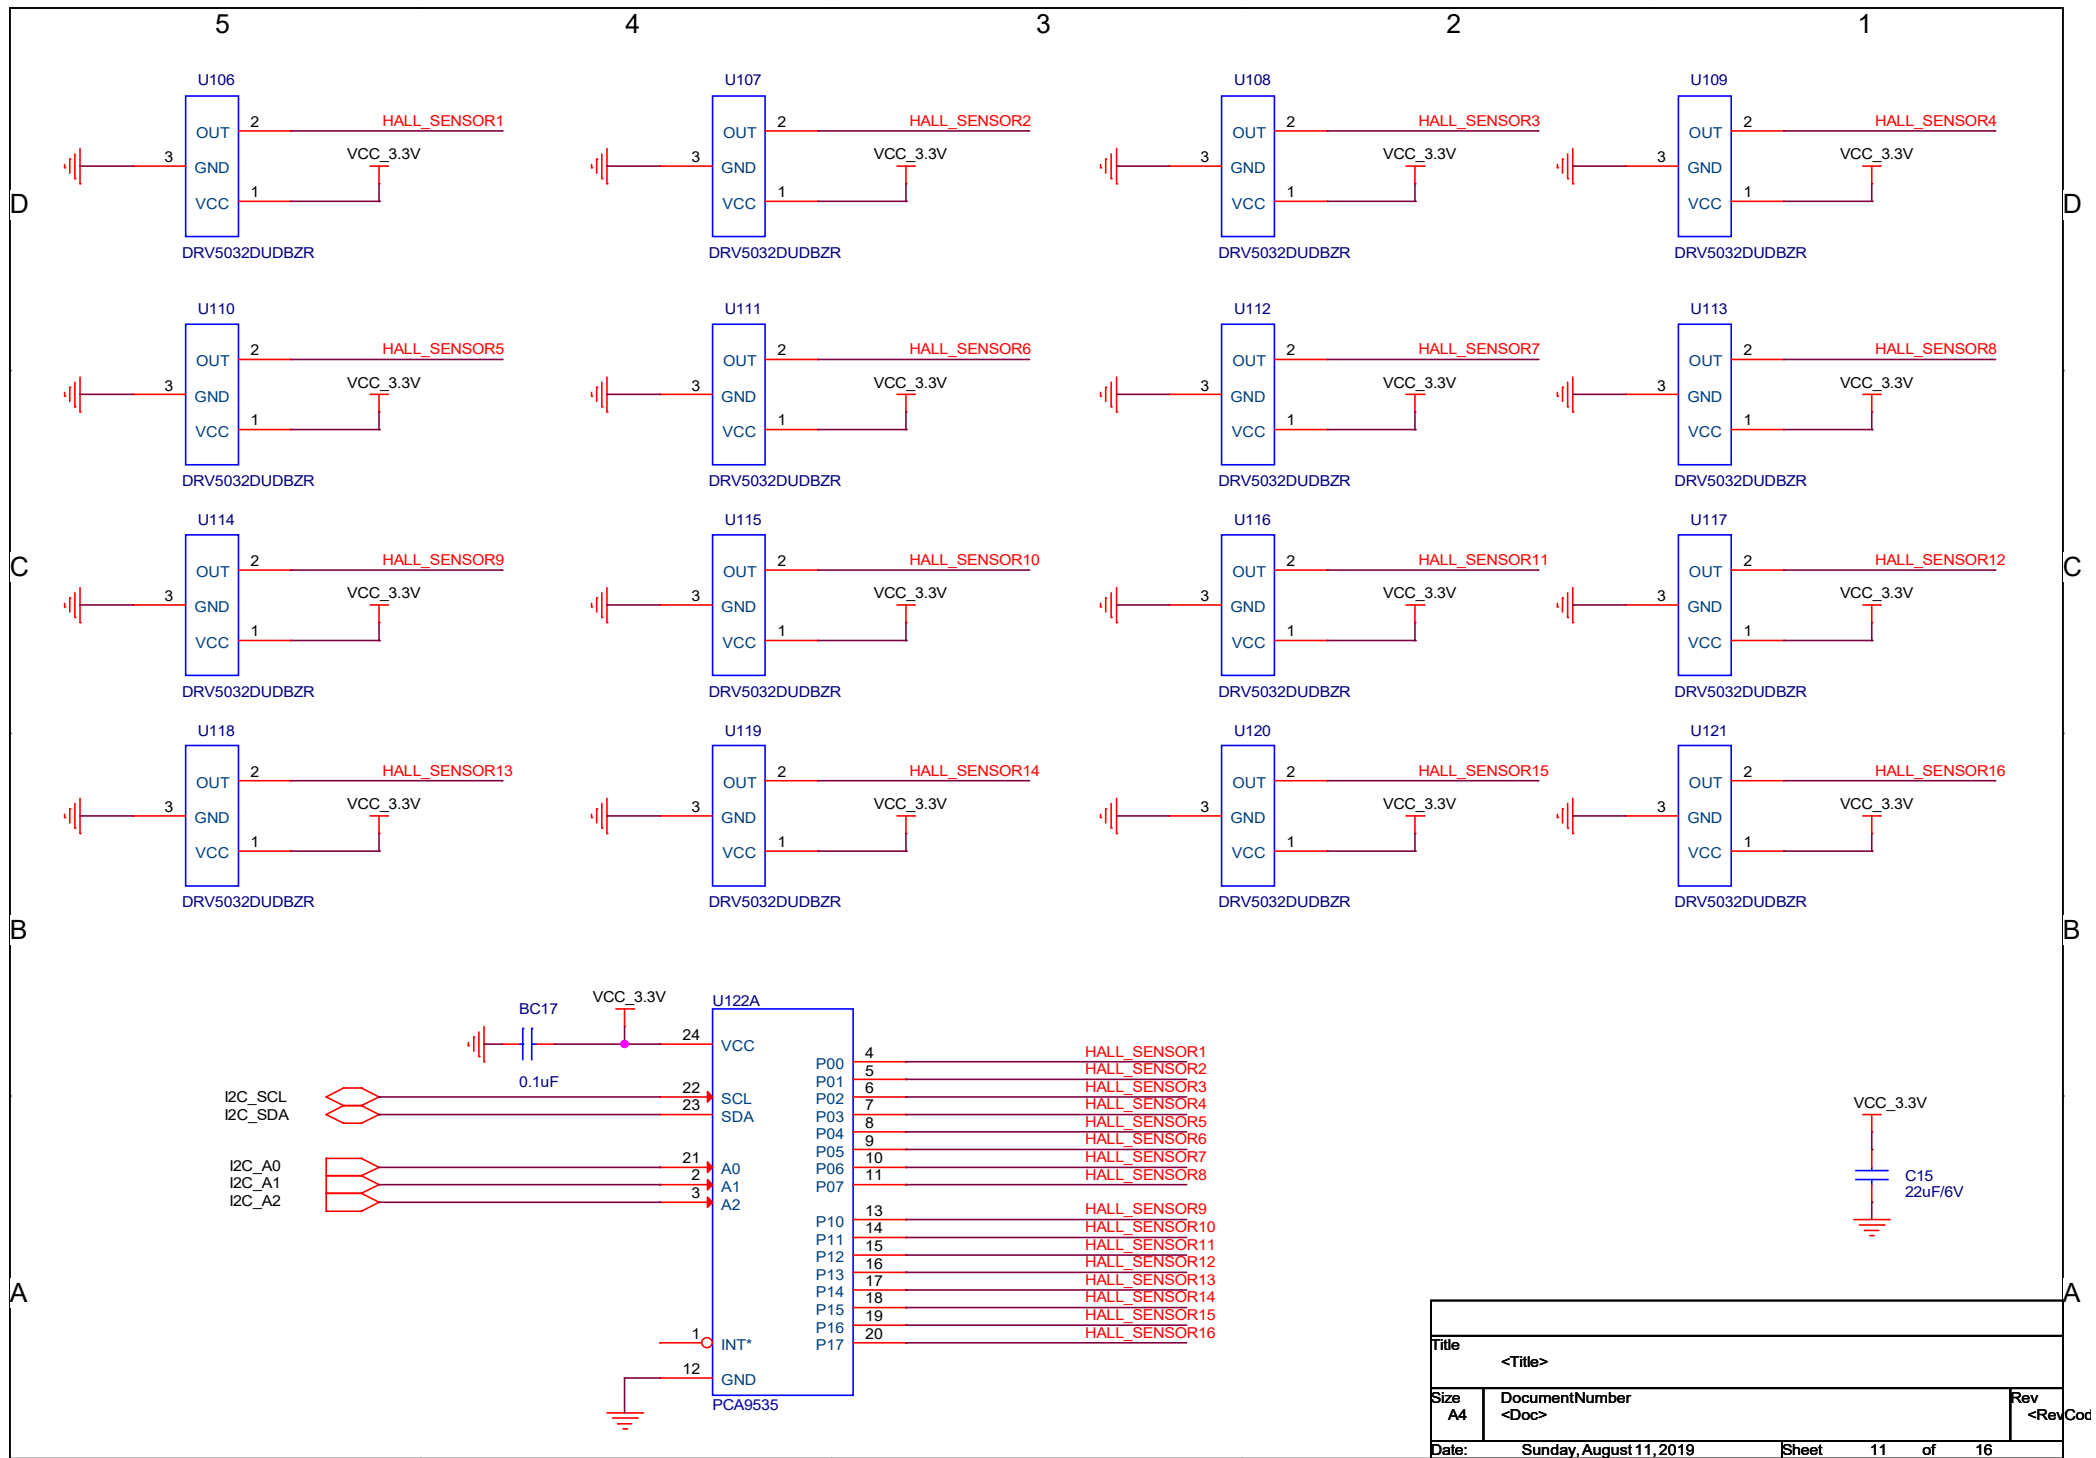 5 4 3 2 1
U106 U107 U108 U109
OUT 2 HALL_SENSOR1 OUT 2 HALL_SENSOR2 OUT 2 HALL_SENSOR3 OUT 2 HALL_SENSOR4
3 GND VCC_3.3V 3 GND VCC_3.3V 3 GND VCC_3.3V 3 GND VCC_3.3V
D VCC 1 VCC 1 VCC 1 VCC 1 D
DRV5032DUDBZR DRV5032DUDBZR DRV5032DUDBZR DRV5032DUDBZR
U110 U111 U112 U113
OUT 2 HALL_SENSOR5 OUT 2 HALL_SENSOR6 OUT 2 HALL_SENSOR7 OUT 2 HALL_SENSOR8
3 GND VCC_3.3V 3 GND VCC_3.3V 3 GND VCC_3.3V 3 GND VCC_3.3V
VCC 1 VCC 1 VCC 1 VCC 1
DRV5032DUDBZR DRV5032DUDBZR DRV5032DUDBZR DRV5032DUDBZR
U114 U115 U116 U117
C OUT 2 HALL_SENSOR9 OUT 2 HALL_SENSOR10 OUT 2 HALL_SENSOR11 OUT 2 HALL_SENSOR12 C
3 GND VCC_3.3V 3 GND VCC_3.3V 3 GND VCC_3.3V 3 GND VCC_3.3V
VCC 1 VCC 1 VCC 1 VCC 1
DRV5032DUDBZR DRV5032DUDBZR DRV5032DUDBZR DRV5032DUDBZR
U118 U119 U120 U121
OUT 2 HALL_SENSOR13 OUT 2 HALL_SENSOR14 OUT 2 HALL_SENSOR15 OUT 2 HALL_SENSOR16
3 GND VCC_3.3V 3 GND VCC_3.3V 3 GND VCC_3.3V 3 GND VCC_3.3V
VCC 1 VCC 1 VCC 1 VCC 1
DRV5032DUDBZR DRV5032DUDBZR DRV5032DUDBZR DRV5032DUDBZR
B B
BC17 VCC_3.3V U122A
24 VCC
0.1uF
I2C_SCL 22 SCL
I2C_SDA 23 SDA
I2C_A0 21 A0
I2C_A1 2 A1
I2C_A2 3 A2
1 INT*
12 GND
P00 4 HALL_SENSOR1
P01 5 HALL_SENSOR2
P02 6 HALL_SENSOR3
P03 7 HALL_SENSOR4
P04 8 HALL_SENSOR5
P05 9 HALL_SENSOR6
P06 10 HALL_SENSOR7
P07 11 HALL_SENSOR8
P10 13 HALL_SENSOR9
P11 14 HALL_SENSOR10
P12 15 HALL_SENSOR11
P13 16 HALL_SENSOR12
P14 17 HALL_SENSOR13
P15 18 HALL_SENSOR14
P16 19 HALL_SENSOR15
P17 20 HALL_SENSOR16
PCA9535
VCC_3.3V
C15
22uF/6V
A A
Title
<Title>
Size DocumentNumber Rev
A4 <Doc> <RevCod
Date: Sunday, August 11, 2019 Sheet 11 of 16